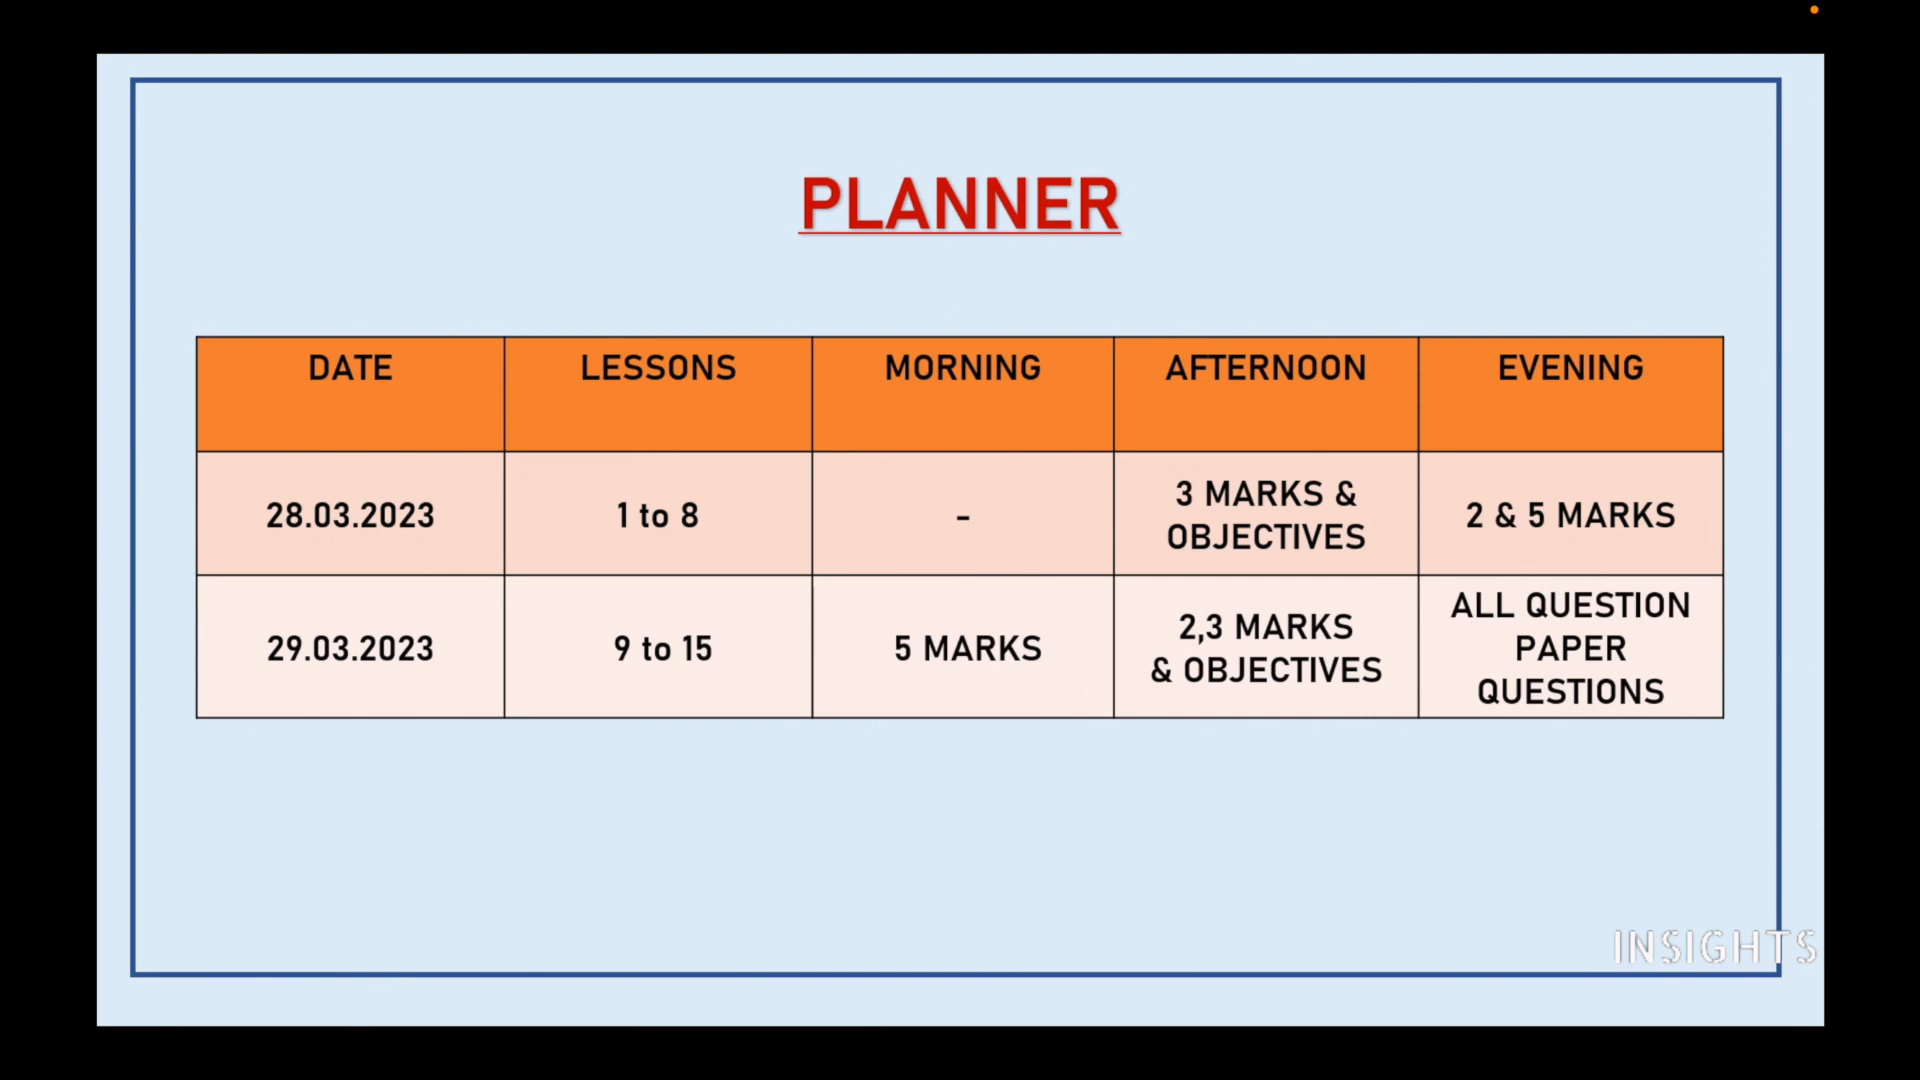 PLANNER
DATE LESSONS MORNING AFTERNOON EVENING
28.03.2023 1 to 8 - 3 MARKS & OBJECTIVES 2 & 5 MARKS
29.03.2023 9 to 15 5 MARKS 2,3 MARKS & OBJECTIVES ALL QUESTION PAPER QUESTIONS
INSIGHTS